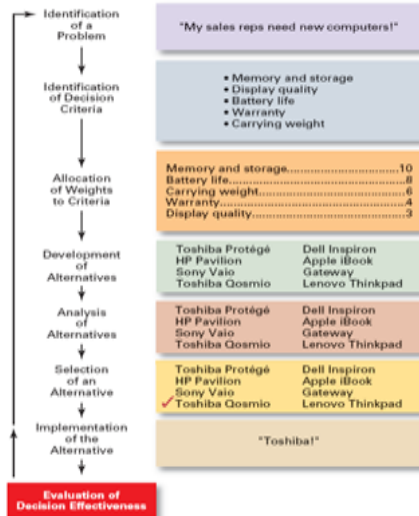 Identification
of a
Problem
"My sales reps need new computers!"
Identification
of Decision
Criteria
• Memory and storage
• Display quality
• Battery life
• Warranty
• Carrying weight
Allocation
of Weights
to Criteria
Memory and storage................................10
Battery life................................................8
Carrying weight........................................6
Warranty...................................................4
Display quality..........................................3
Development
of
Alternatives
Toshiba Protégé Dell Inspiron
HP Pavilion Apple iBook
Sony Vaio Gateway
Toshiba Qosmio Lenovo Thinkpad
Analysis
of
Alternatives
Toshiba Protégé Dell Inspiron
HP Pavilion Apple iBook
Sony Vaio Gateway
Toshiba Qosmio Lenovo Thinkpad
Selection
of an
Alternative
Toshiba Protégé Dell Inspiron
HP Pavilion Apple iBook
Sony Vaio Gateway
✓ Toshiba Qosmio Lenovo Thinkpad
Implementation
of the
Alternative
"Toshiba!"
Evaluation of
Decision Effectiveness